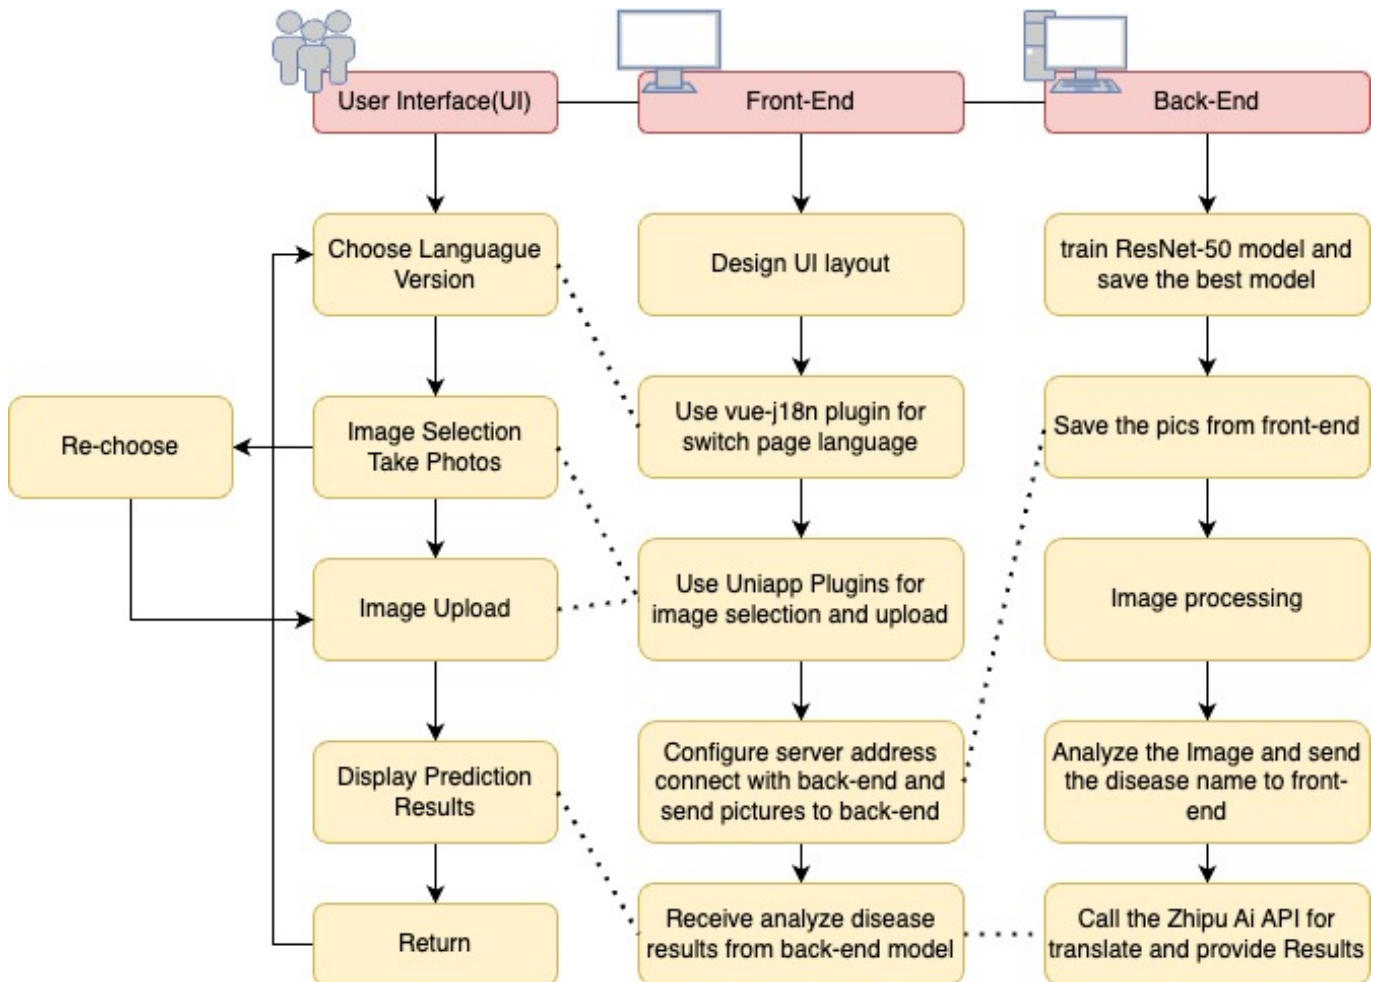 User Interface(UI)
Front-End
Back-End
Choose Languague
Version
Design UI layout
train ResNet-50 model and
save the best model
Re-choose
Image Selection
Take Photos
Use vue-j18n plugin for
switch page language
Save the pics from front-end
Image Upload
Use Uniapp Plugins for
image selection and upload
Image processing
Display Prediction
Results
Configure server address
connect with back-end and
send pictures to back-end
Analyze the Image and send
the disease name to front-
end
Return
Receive analyze disease
results from back-end model
Call the Zhipu Ai API for
translate and provide Results